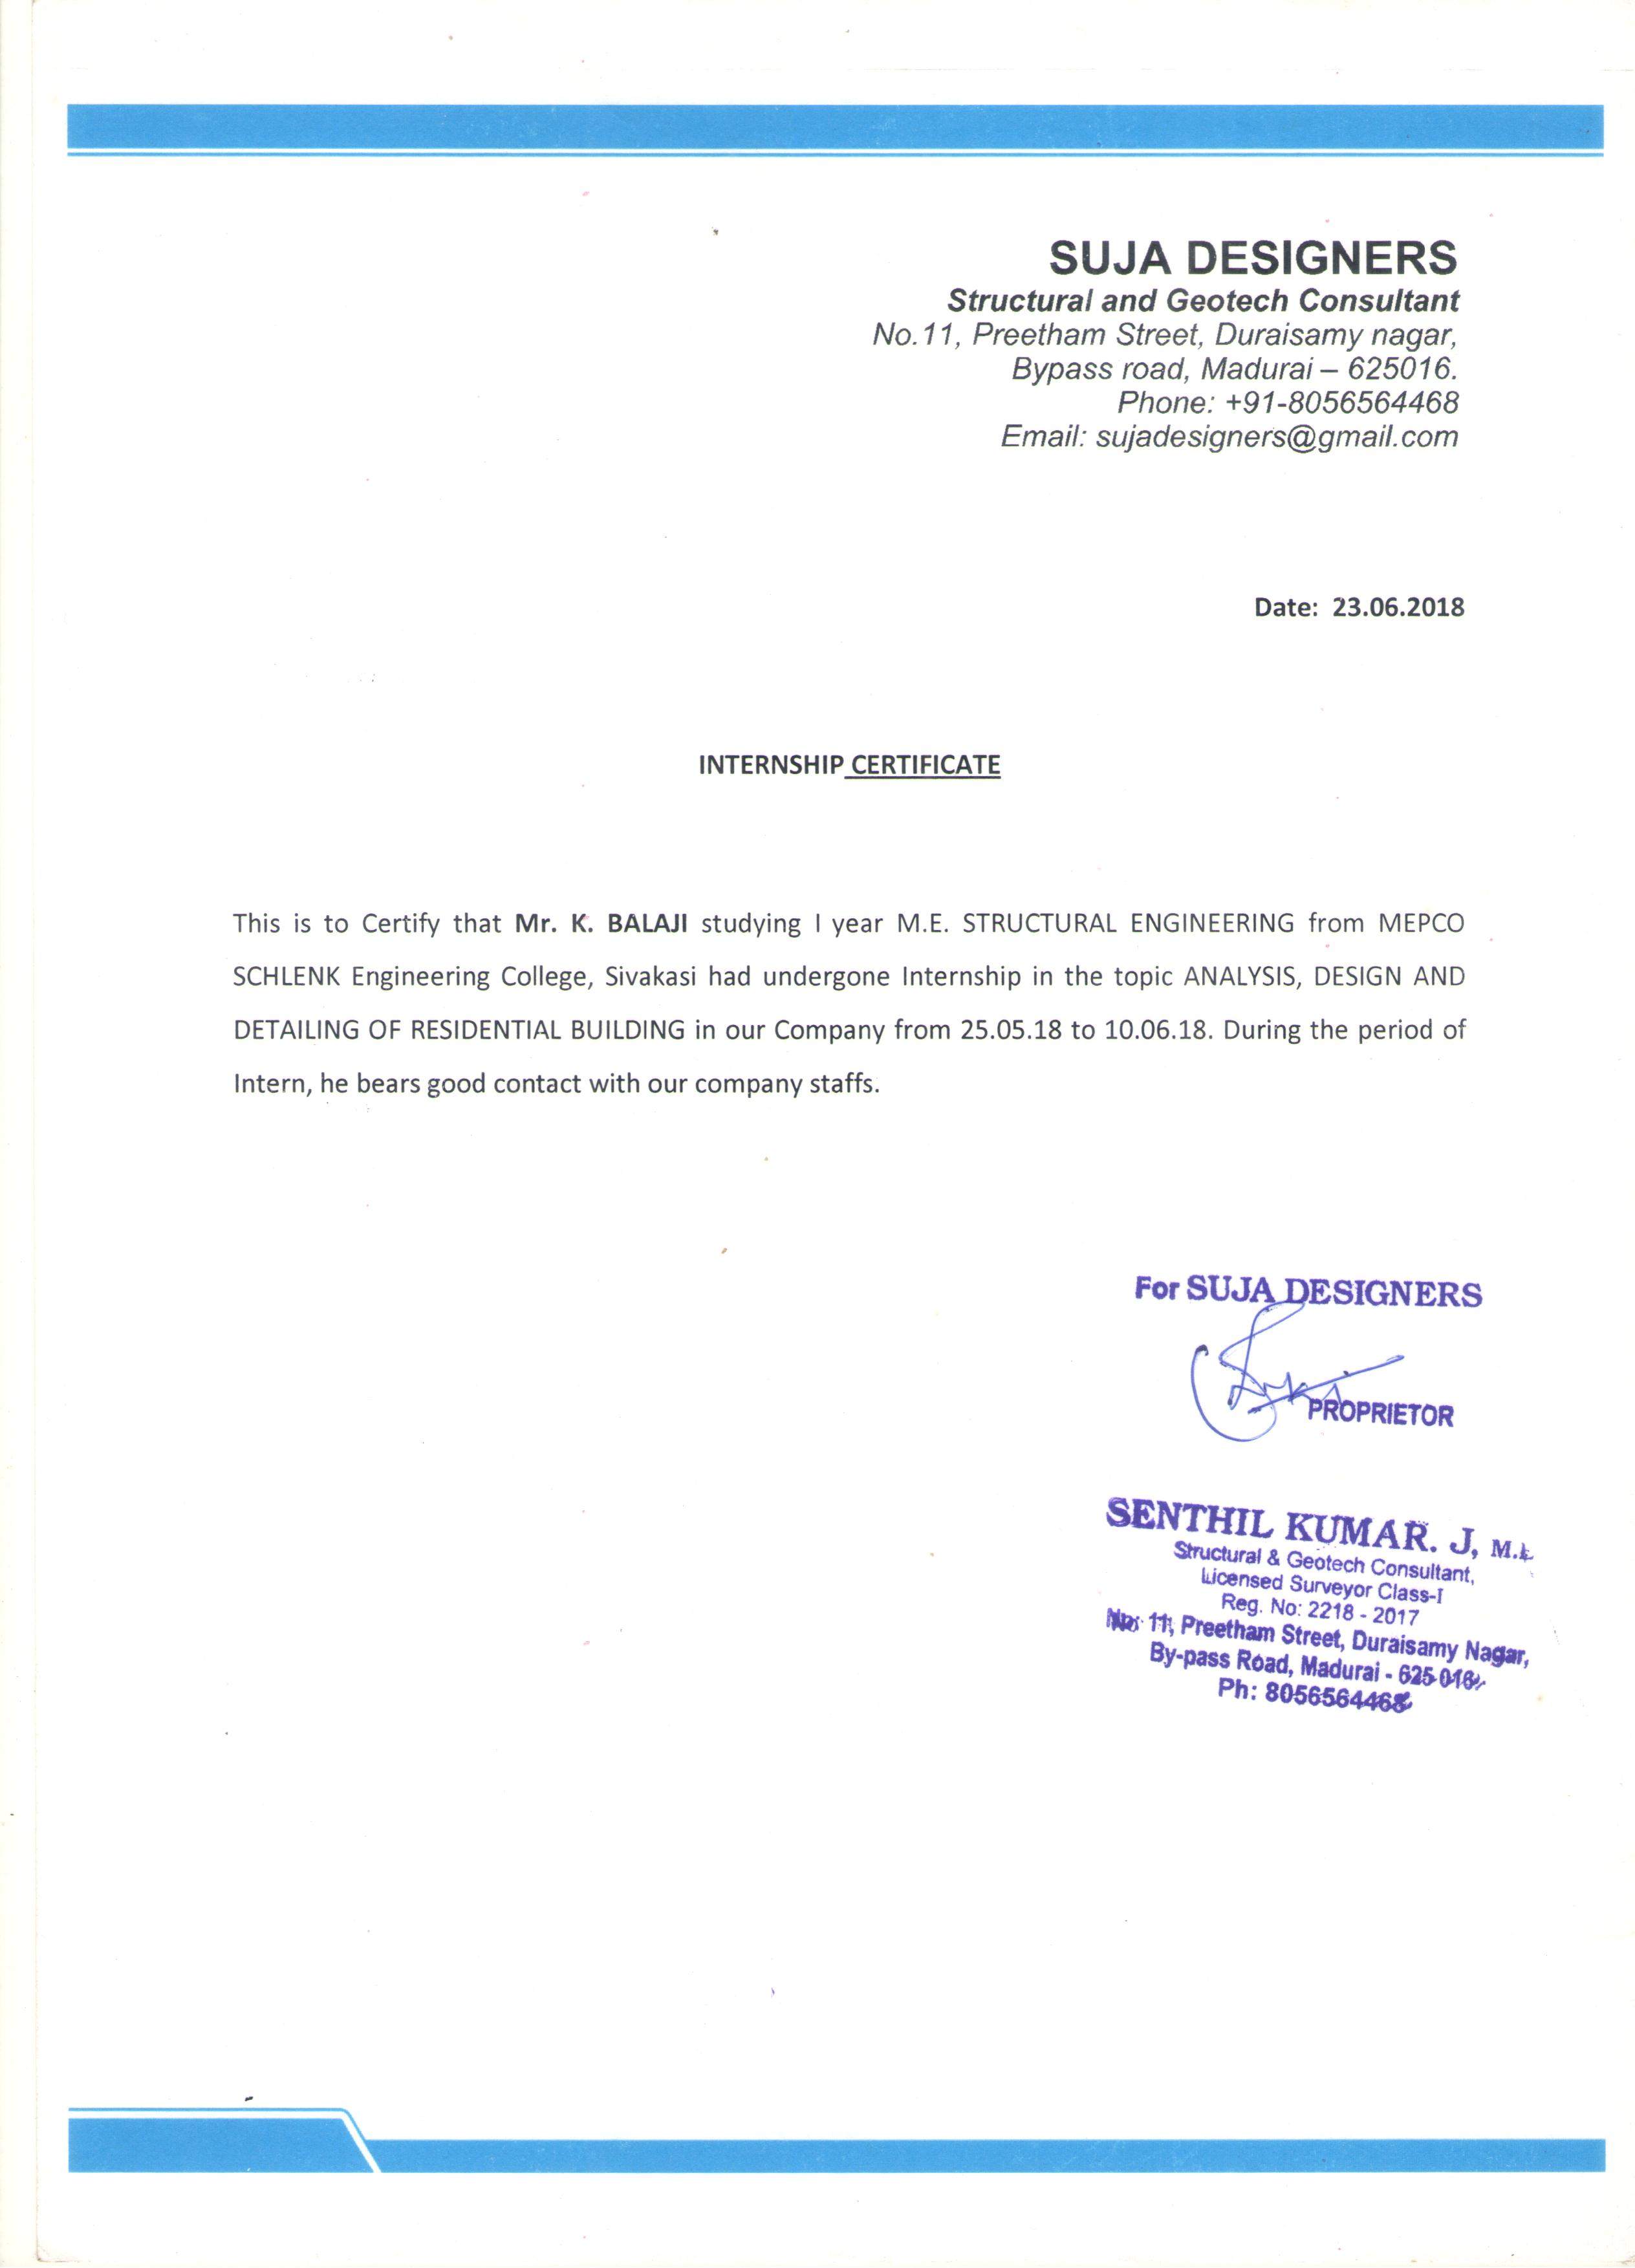 SUJA DESIGNERS
Structural and Geotech Consultant
No.11, Preetham Street, Duraisamy nagar,
Bypass road, Madurai – 625016.
Phone: +91-8056564468
Email: sujadesigners@gmail.com
Date: 23.06.2018
INTERNSHIP CERTIFICATE
This is to Certify that Mr. K. BALAJI studying I year M.E. STRUCTURAL ENGINEERING from MEPCO
SCHLENK Engineering College, Sivakasi had undergone Internship in the topic ANALYSIS, DESIGN AND
DETAILING OF RESIDENTIAL BUILDING in our Company from 25.05.18 to 10.06.18. During the period of
Intern, he bears good contact with our company staffs.
For SUJA DESIGNERS
PROPRIETOR
SENTHIL KUMAR. J,
Structural & Geotech Consultant,
Licensed Surveyor Class-I
Reg. No: 2218 - 2017
No: 11, Preetham Street, Duraisamy Nagar,
By-pass Road, Madurai - 625 016.
Ph: 8056564468